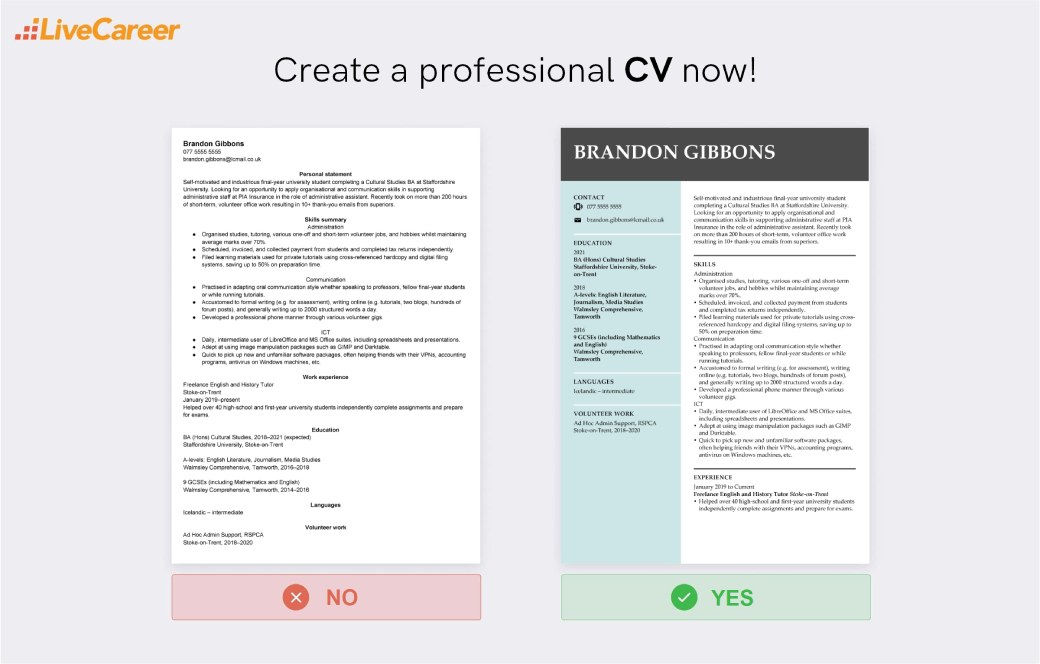 LiveCareer
Create a professional CV now!
Brandon Gibbons
077 5555 5555
brandon.gibbons@lcmail.co.uk
Personal statement
Self-motivated and industrious final-year university student completing a Cultural Studies BA at Staffordshire
University. Looking for an opportunity to apply organisational and communication skills in supporting
administrative staff at PIA Insurance in the role of administrative assistant. Recently took on more than 200 hours
of short-term, volunteer office work resulting in 10+ thank-you emails from superiors.
Skills summary
Administration
● Organised studies, tutoring, various one-off and short-term volunteer jobs, and hobbies whilst maintaining
average marks over 70%.
● Scheduled, invoiced, and collected payment from students and completed tax returns independently.
● Filed learning materials used for private tutorials using cross-referenced hardcopy and digital filing
systems, saving up to 50% on preparation time.
Communication
● Practised in adapting oral communication style whether speaking to professors, fellow final-year students
or while running tutorials.
● Accustomed to formal writing (e.g. for assessment), writing online (e.g. tutorials, two blogs, hundreds of
forum posts), and generally writing up to 2000 structured words a day.
● Developed a professional phone manner through various volunteer gigs.
ICT
● Daily, intermediate user of LibreOffice and MS Office suites, including spreadsheets and presentations.
● Adept at using image manipulation packages such as GIMP and Darktable.
● Quick to pick up new and unfamiliar software packages, often helping friends with their VPNs, accounting
programs, antivirus on Windows machines, etc.
Work experience
Freelance English and History Tutor
Stoke-on-Trent
January 2019–present
Helped over 40 high-school and first-year university students independently complete assignments and prepare
for exams.
Education
BA (Hons) Cultural Studies, 2018–2021 (expected)
Staffordshire University, Stoke-on-Trent
A-levels: English Literature, Journalism, Media Studies
Walmsley Comprehensive, Tamworth, 2016–2018
9 GCSEs (including Mathematics and English)
Walmsley Comprehensive, Tamworth, 2014–2016
Languages
Icelandic – intermediate
Volunteer work
Ad Hoc Admin Support, RSPCA
Stoke-on-Trent, 2018–2020
NO
BRANDON GIBBONS
CONTACT
077 5555 5555
brandon.gibbons@lcmail.co.uk
EDUCATION
2021
BA (Hons) Cultural Studies
Staffordshire University, Stoke-
on-Trent
2018
A-levels: English Literature,
Journalism, Media Studies
Walmsley Comprehensive,
Tamworth
2016
9 GCSEs (including Mathematics
and English)
Walmsley Comprehensive,
Tamworth
LANGUAGES
Icelandic – intermediate
VOLUNTEER WORK
Ad Hoc Admin Support, RSPCA
Stoke-on-Trent, 2018–2020
Self-motivated and industrious final-year university student
completing a Cultural Studies BA at Staffordshire University.
Looking for an opportunity to apply organisational and
communication skills in supporting administrative staff at PIA
Insurance in the role of administrative assistant. Recently took
on more than 200 hours of short-term, volunteer office work
resulting in 10+ thank-you emails from superiors.
SKILLS
Administration
• Organised studies, tutoring, various one-off and short-term
volunteer jobs, and hobbies whilst maintaining average
marks over 70%.
• Scheduled, invoiced, and collected payment from students
and completed tax returns independently.
• Filed learning materials used for private tutorials using cross-
referenced hardcopy and digital filing systems, saving up to
50% on preparation time.
Communication
• Practised in adapting oral communication style whether
speaking to professors, fellow final-year students or while
running tutorials.
• Accustomed to formal writing (e.g. for assessment), writing
online (e.g. tutorials, two blogs, hundreds of forum posts),
and generally writing up to 2000 structured words a day.
• Developed a professional phone manner through various
volunteer gigs.
ICT
• Daily, intermediate user of LibreOffice and MS Office suites,
including spreadsheets and presentations.
• Adept at using image manipulation packages such as GIMP
and Darktable.
• Quick to pick up new and unfamiliar software packages,
often helping friends with their VPNs, accounting programs,
antivirus on Windows machines, etc.
EXPERIENCE
January 2019 to Current
Freelance English and History Tutor Stoke-on-Trent
• Helped over 40 high-school and first-year university students
independently complete assignments and prepare for exams.
YES